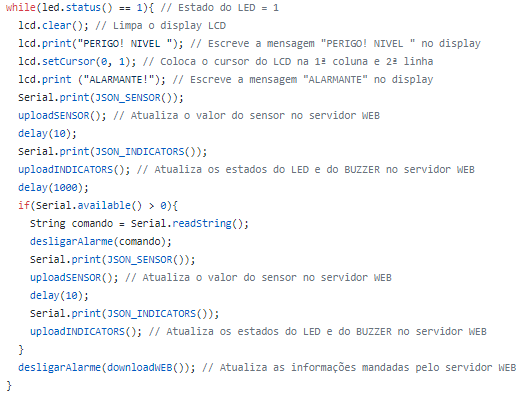 while(led.status() == 1){ // Estado do LED = 1
lcd.clear(); // Limpa o display LCD
lcd.print("PERIGO! NIVEL "); // Escreve a mensagem "PERIGO! NIVEL " no display
lcd.setCursor(0, 1); // Coloca o cursor do LCD na 1ª coluna e 2ª linha
lcd.print ("ALARMANTE!"); // Escreve a mensagem "ALARMANTE" no display
Serial.print(JSON_SENSOR());
uploadSENSOR(); // Atualiza o valor do sensor no servidor WEB
delay(10);
Serial.print(JSON_INDICATORS());
uploadINDICATORS(); // Atualiza os estados do LED e do BUZZER no servidor WEB
delay(1000);
if(Serial.available() > 0){
String comando = Serial.readString();
desligarAlarme(comando);
Serial.print(JSON_SENSOR());
uploadSENSOR(); // Atualiza o valor do sensor no servidor WEB
delay(10);
Serial.print(JSON_INDICATORS());
uploadINDICATORS(); // Atualiza os estados do LED e do BUZZER no servidor WEB
}
desligarAlarme(downloadWEB()); // Atualiza as informações mandadas pelo servidor WEB
}